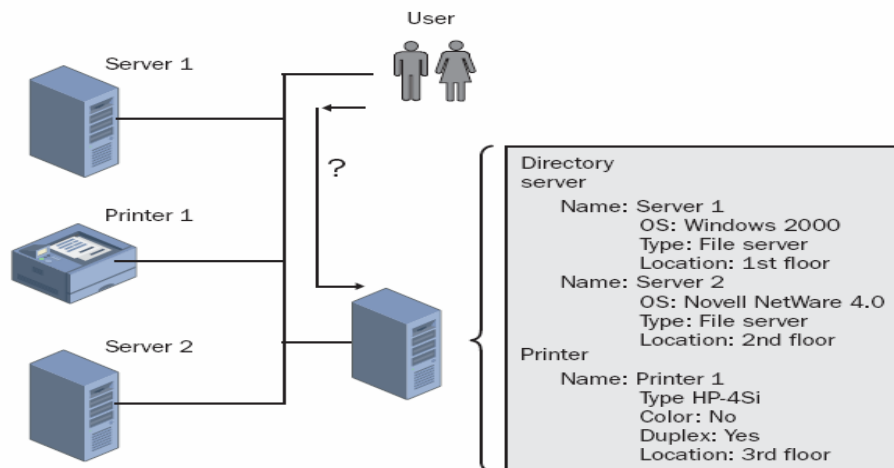 User
Server 1
Printer 1
Server 2
?
Directory
server
Name: Server 1
OS: Windows 2000
Type: File server
Location: 1st floor
Name: Server 2
OS: Novell NetWare 4.0
Type: File server
Location: 2nd floor
Printer
Name: Printer 1
Type HP-4Si
Color: No
Duplex: Yes
Location: 3rd floor